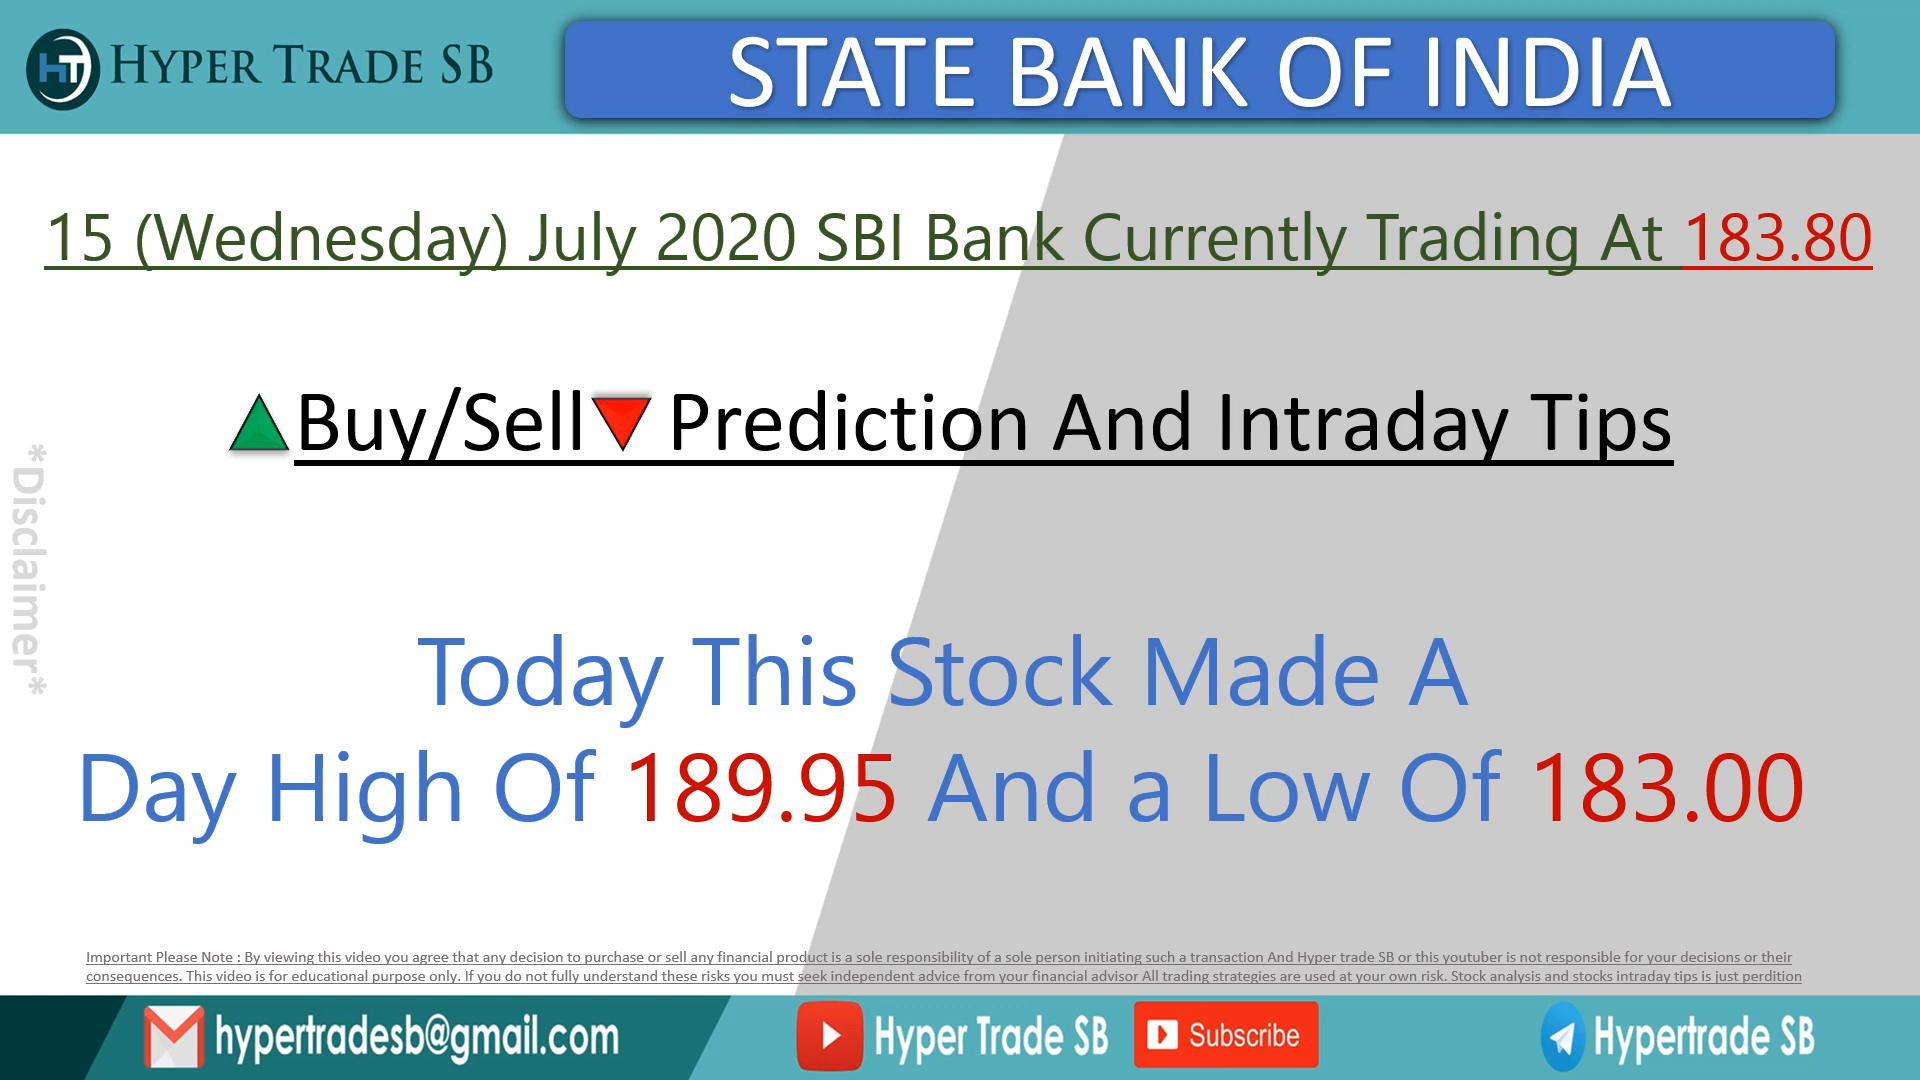 HT HYPER TRADE SB
STATE BANK OF INDIA
15 (Wednesday) July 2020 SBI Bank Currently Trading At 183.80
Buy/Sell Prediction And Intraday Tips
*Disclaimer*
Today This Stock Made A
Day High Of 189.95 And a Low Of 183.00
Important Please Note : By viewing this video you agree that any decision to purchase or sell any financial product is a sole responsibility of a sole person initiating such a transaction And Hyper trade SB or this youtuber is not responsible for your decisions or their
consequences. This video is for educational purpose only. If you do not fully understand these risks you must seek independent advice from your financial advisor All trading strategies are used at your own risk. Stock analysis and stocks intraday tips is just perdition
hypertradesb@gmail.com Hyper Trade SB Subscribe Hypertrade SB